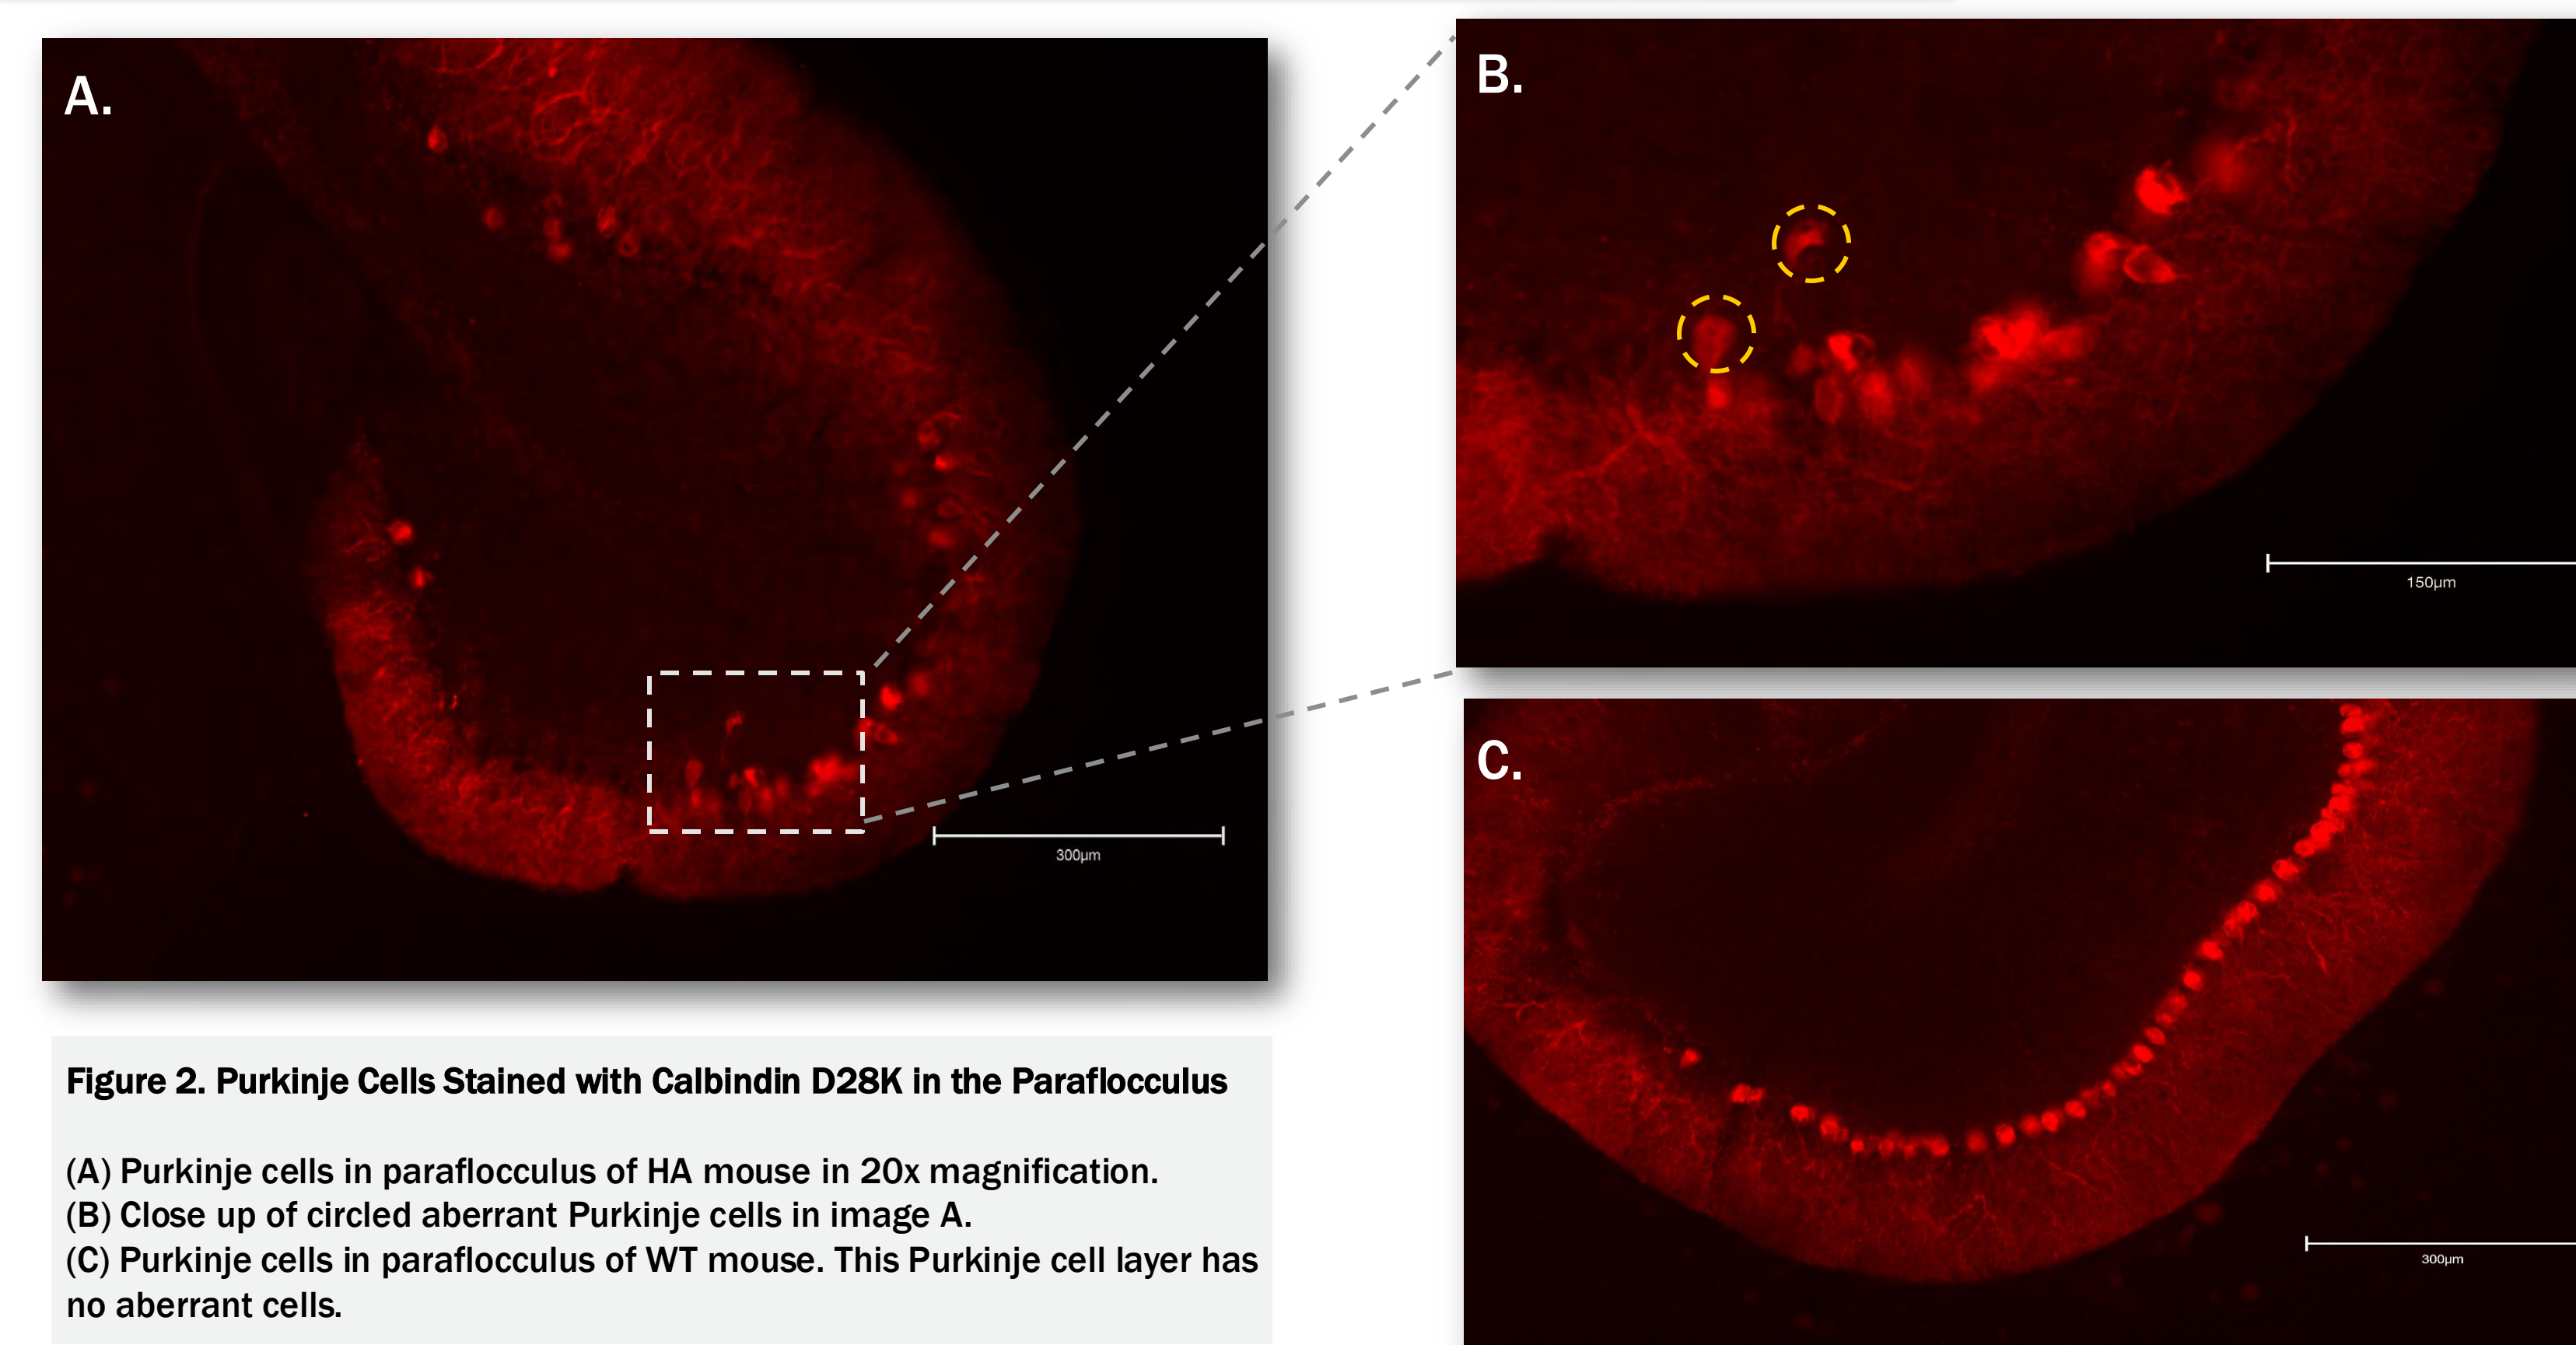 A.
300µm
B.
150µm
C.
300µm
Figure 2. Purkinje Cells Stained with Calbindin D28K in the Paraflocculus
(A) Purkinje cells in paraflocculus of HA mouse in 20x magnification.
(B) Close up of circled aberrant Purkinje cells in image A.
(C) Purkinje cells in paraflocculus of WT mouse. This Purkinje cell layer has
no aberrant cells.